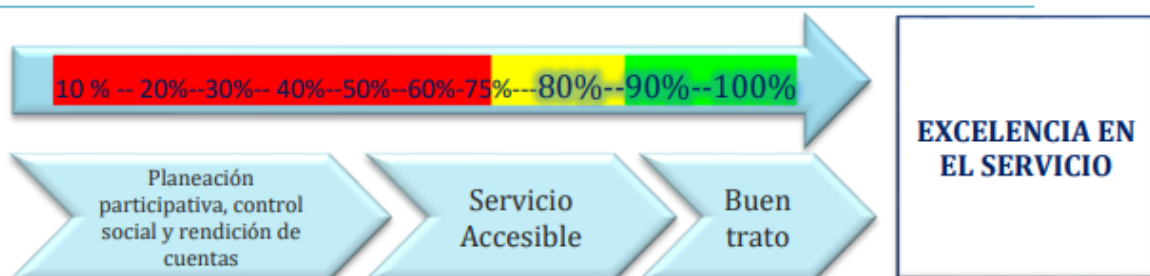 10 % -- 20%--30%-- 40%--50%--60%-75%---80%--90%--100%
Planeación
participativa, control
social y rendición de
cuentas
Servicio
Accesible
Buen
trato
EXCELENCIA EN
EL SERVICIO